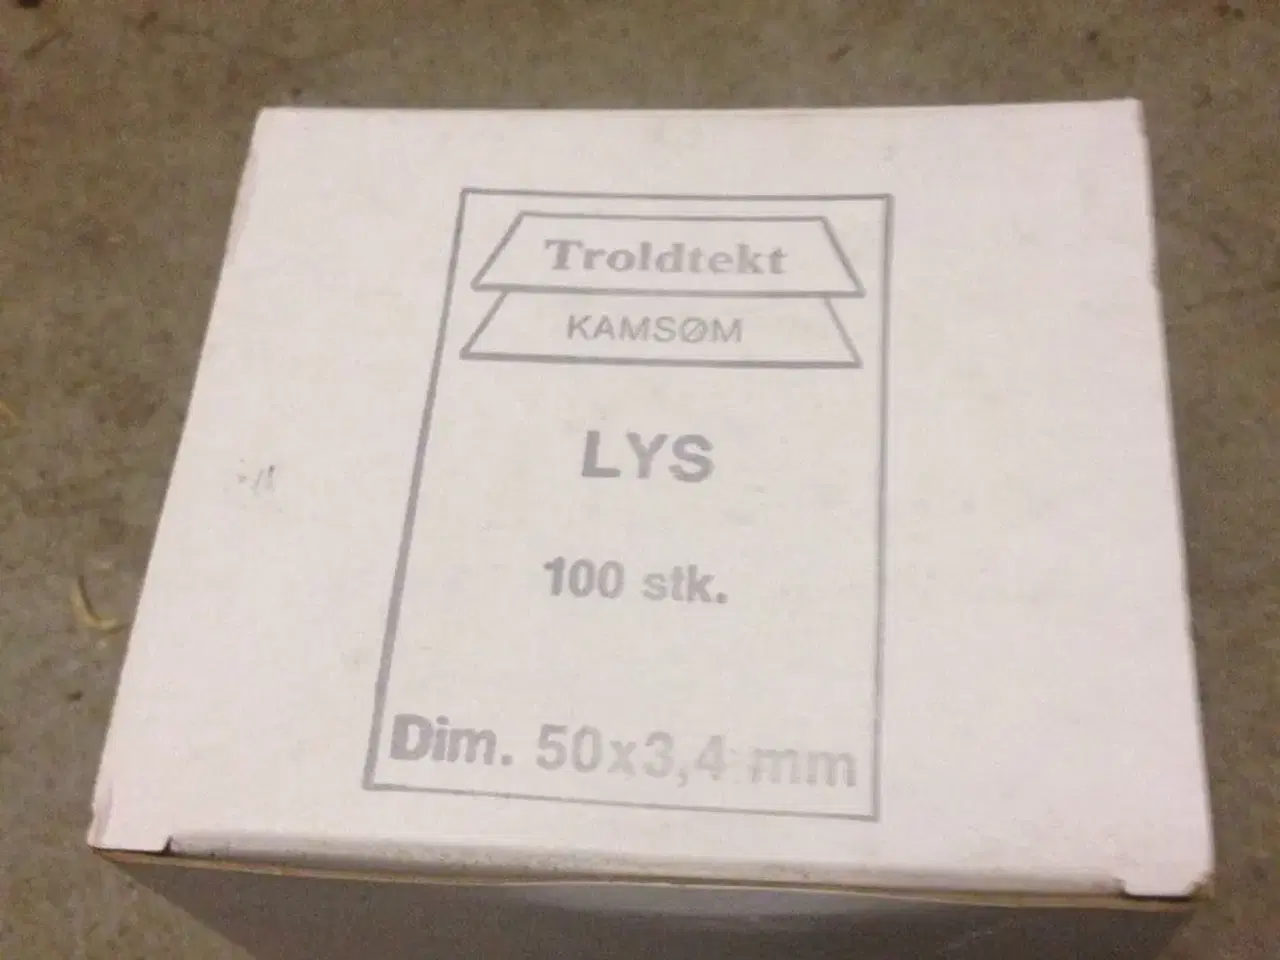 Troldtekt
KAMSØM
LYS
100 stk.
Dim. 50x3,4 mm